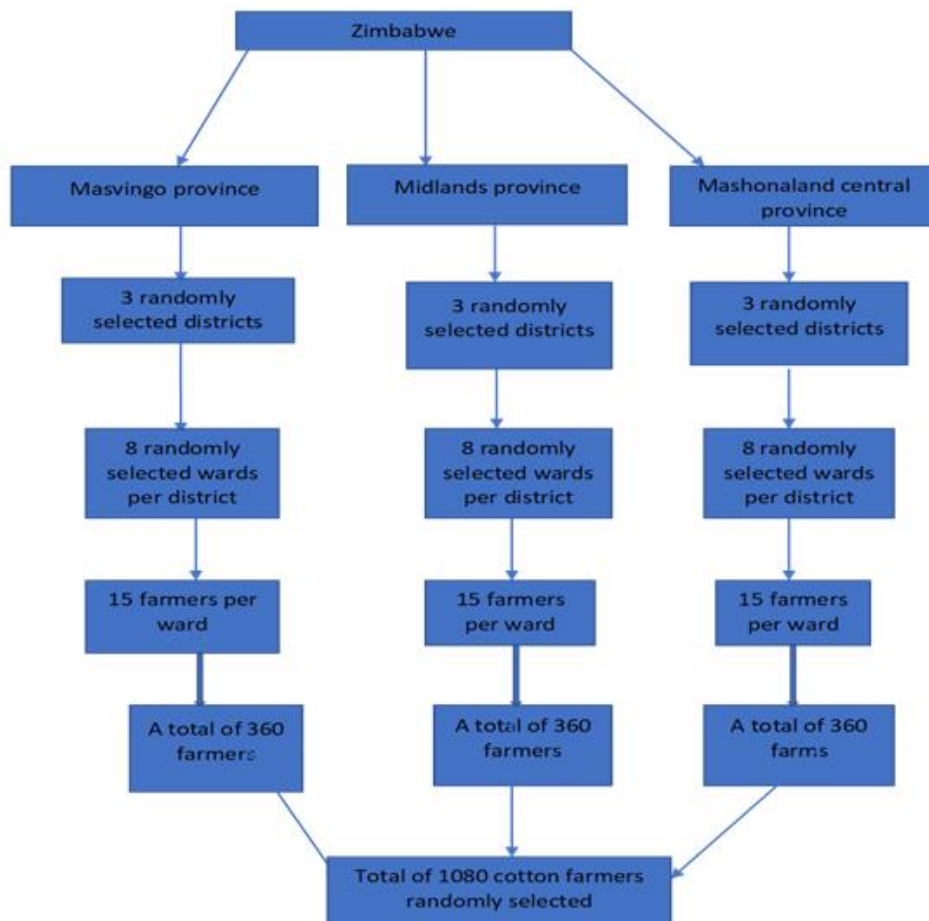 Zimbabwe
Masvingo province
Midlands province
Mashonaland central
province
3 randomly
selected districts
3 randomly
selected districts
3 randomly
selected districts
8 randomly
selected wards
per district
8 randomly
selected wards
per district
8 randomly
selected wards
per district
15 farmers per
ward
15 farmers
per ward
15 farmers
per ward
A total of 360
farmers
A total of 360
farmers
A total of 360
farms
Total of 1080 cotton farmers
randomly selected